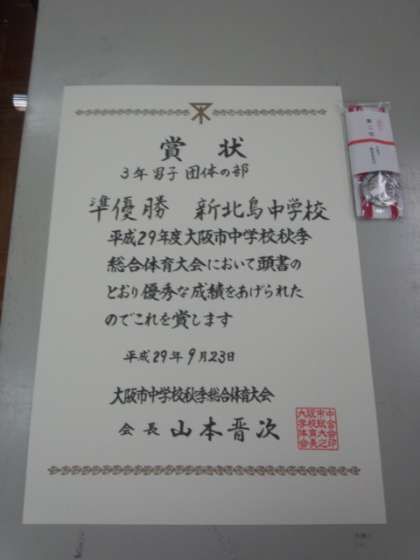 賞状
3年男子 団体の部
準優勝 新北島中学校
平成29年度大阪市中学校秋季
総合体育大会において頭書の
とおり優秀な成績をあげられた
のでこれを賞します
平成29年9月23日
大阪市中学校秋季総合体育大会
会長 山本晋次